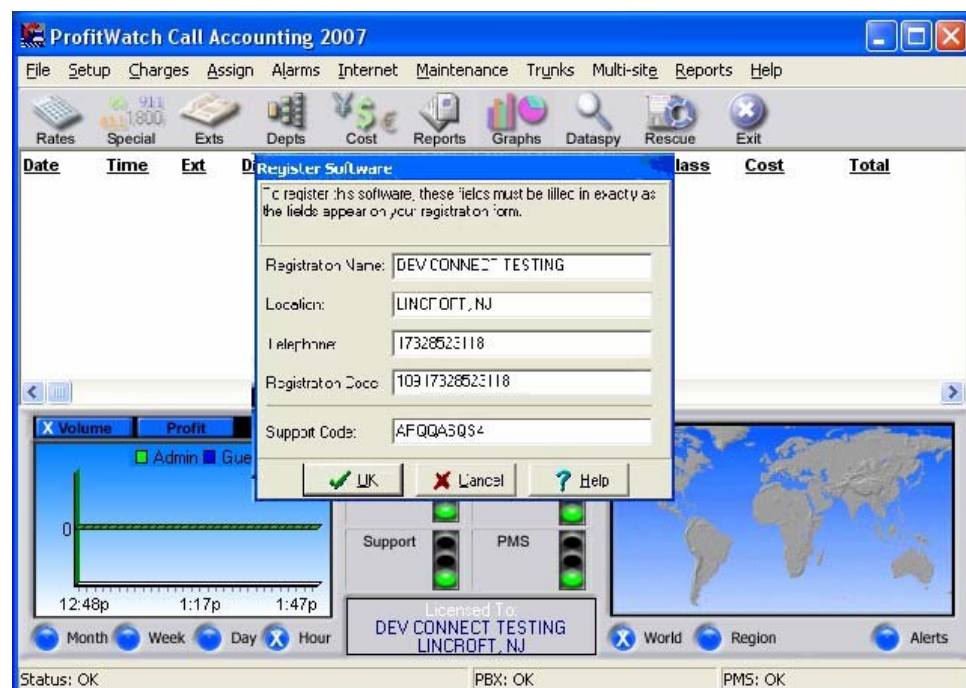 ProfitWatch Call Accounting 2007
File Setup Charges Assign Alarms Internet Maintenance Trunks Multi-site Reports Help
911
1800
Rates Special Exts Depts Cost Reports Graphs Dataspy Rescue Exit
Date Time Ext Di lass Cost Total
Register Software
To register this software, these fields must be filled in exactly as
the fields appear on your registration form.
Registration Name: DEV CONNECT TESTING
Location: LINCROFT, NJ
Telephone: 17328523118
Registration Code: 10917328523118
Support Code:
OK Cancel Help
X Volume Profit
Admin Gue
0
12:48p 1:17p 1:47p
Month Week Day X Hour
Support PMS
Licensed To:
DEV CONNECT TESTING
LINCROFT, NJ
X World Region Alerts
Status: OK PBX: OK PMS: OK